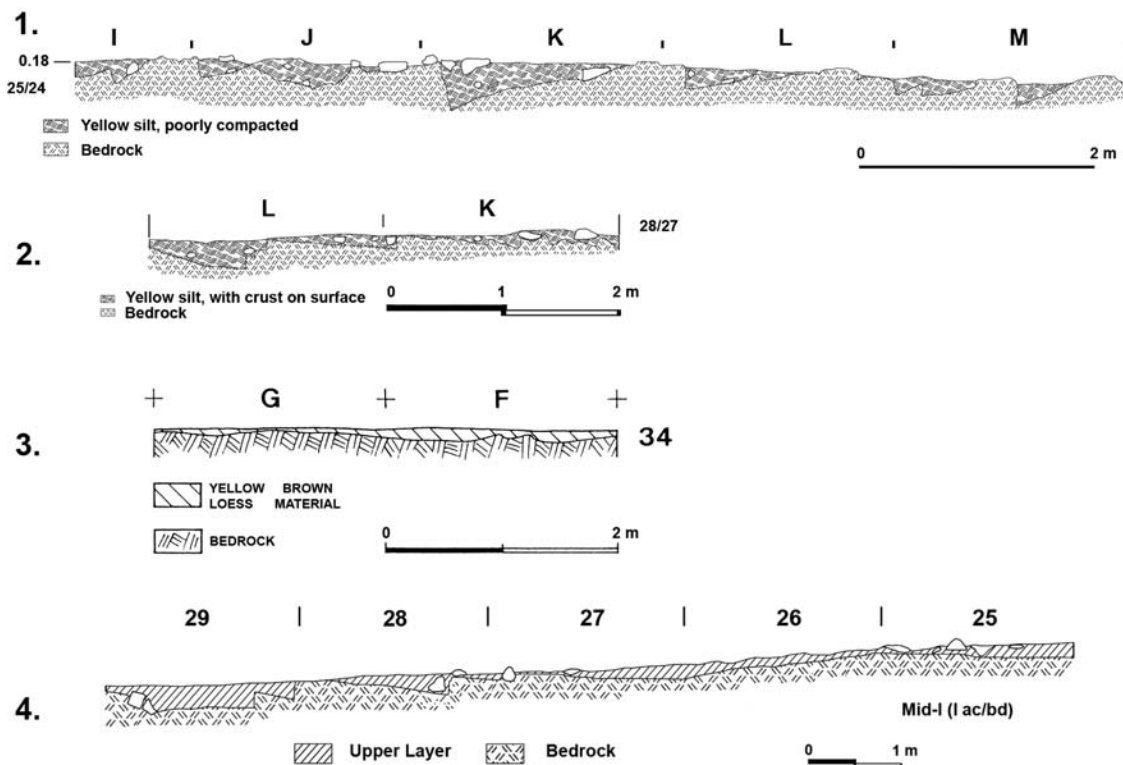 1.
I J K L M
0.18
25/24
Yellow silt, poorly compacted
Bedrock
0 2 m
L K
28/27
2.
Yellow silt, with crust on surface
Bedrock
0 1 2 m
G F
3.
34
YELLOW BROWN
LOESS MATERIAL
BEDROCK
0 2 m
29 28 27 26 25
4.
Mid-I (I ac/bd)
Upper Layer Bedrock
0 1 m